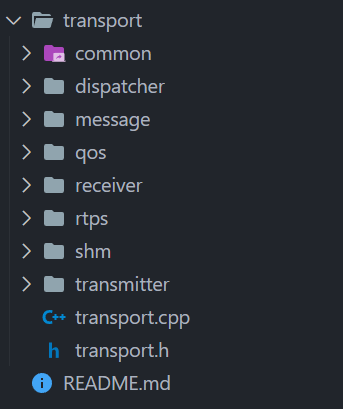 transport
common
dispatcher
message
qos
receiver
rtps
shm
transmitter
C++ transport.cpp
h transport.h
i README.md